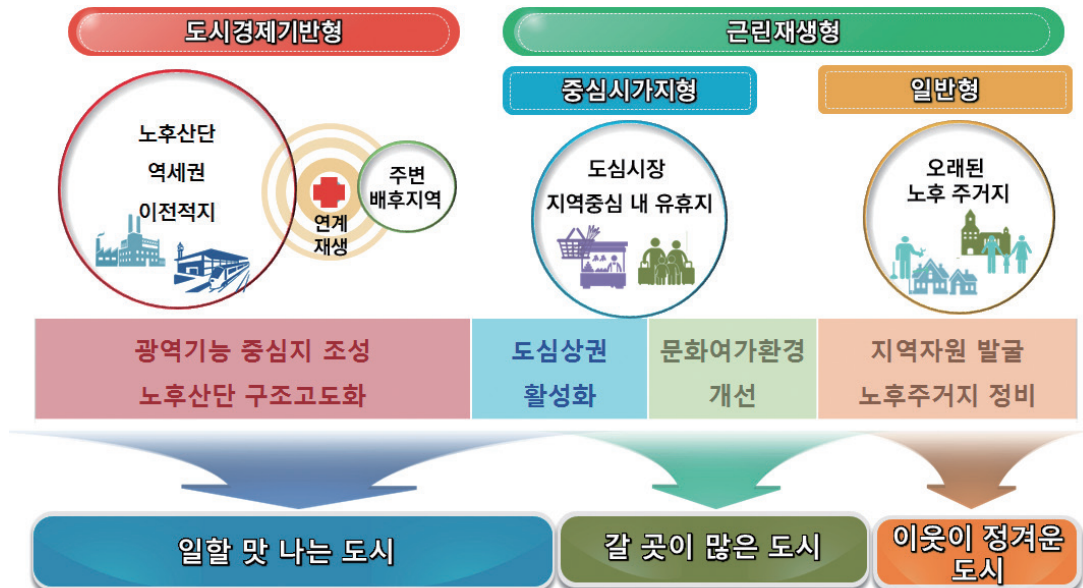 도시경제기반형
근린재생형
중심시가지형
일반형
노후산단
역세권
이전적지
연계
재생
주변
배후지역
도심시장
지역중심 내 유휴지
오래된
노후 주거지
광역기능 중심지 조성
노후산단 구조고도화
도심상권
활성화
문화여가환경
개선
지역자원 발굴
노후주거지 정비
일할 맛 나는 도시
갈 곳이 많은 도시
이웃이 정겨운
도시